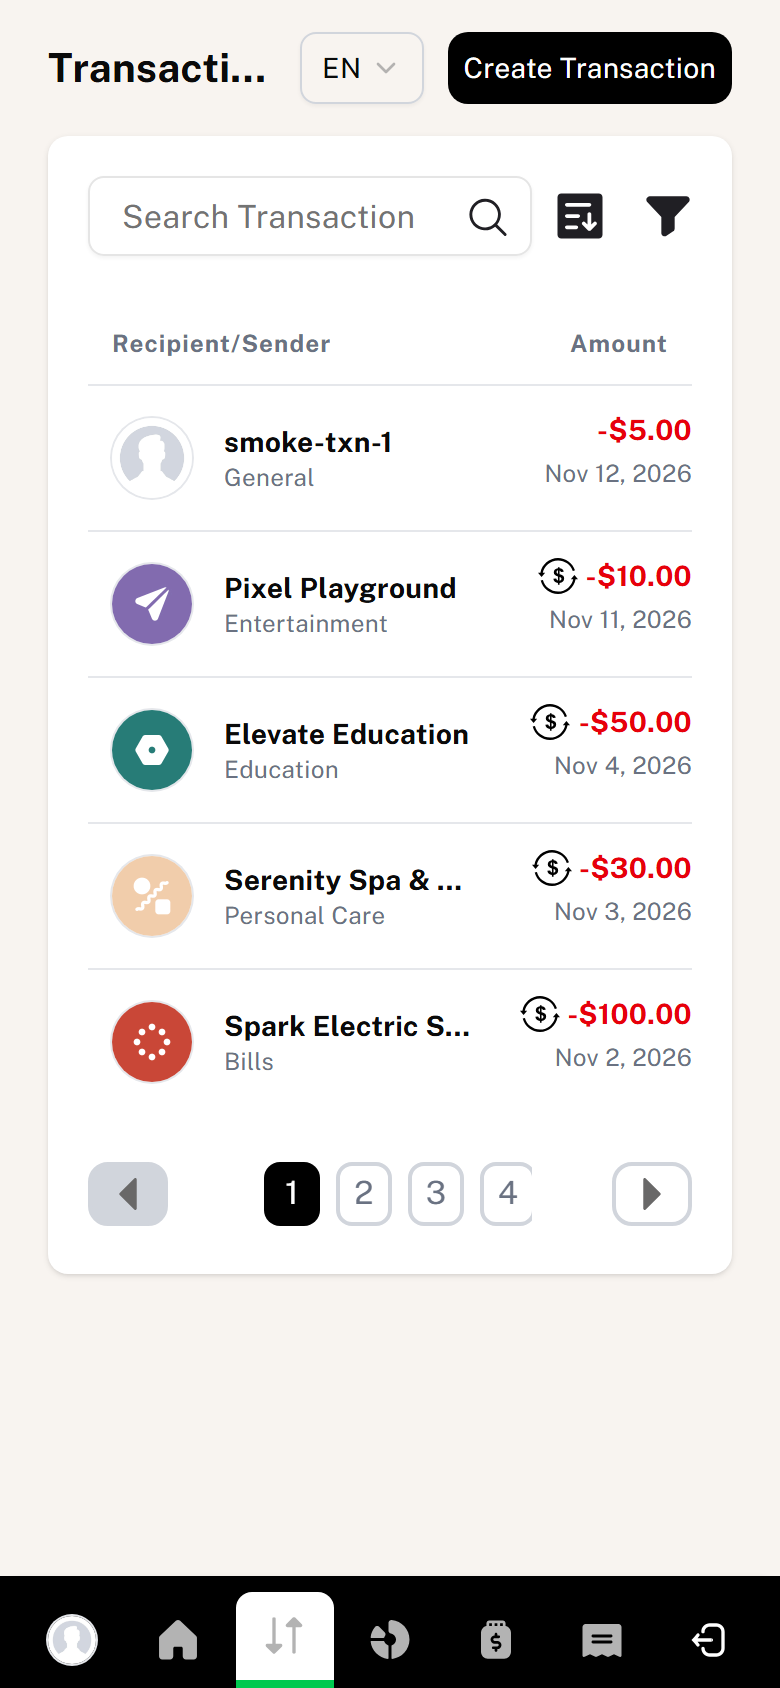 Transacti...
EN
Create Transaction
Search Transaction
Recipient/Sender
Amount
smoke-txn-1
-$5.00
General
Nov 12, 2026
Pixel Playground
-$10.00
Entertainment
Nov 11, 2026
Elevate Education
-$50.00
Education
Nov 4, 2026
Serenity Spa & ...
-$30.00
Personal Care
Nov 3, 2026
Spark Electric S...
-$100.00
Bills
Nov 2, 2026
1 2 3 4